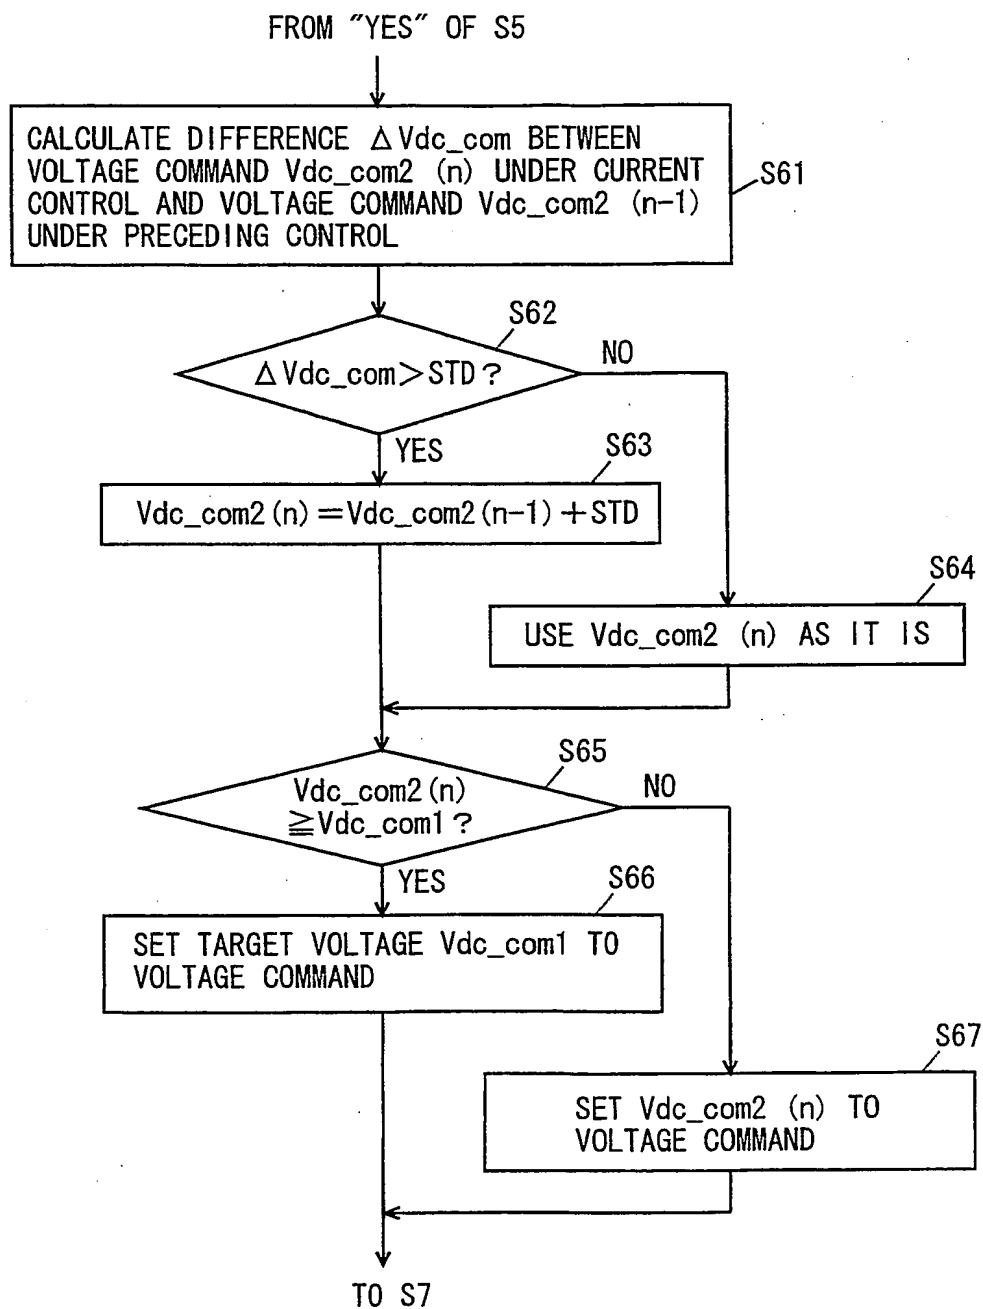 FROM "YES" OF S5
CALCULATE DIFFERENCE ΔVdc_com BETWEEN
VOLTAGE COMMAND Vdc_com2 (n) UNDER CURRENT
CONTROL AND VOLTAGE COMMAND Vdc_com2 (n-1)
UNDER PRECEDING CONTROL
S61
S62
ΔVdc_com>STD?
NO
YES
S63
Vdc_com2(n)=Vdc_com2(n-1)+STD
S64
USE Vdc_com2 (n) AS IT IS
S65
Vdc_com2(n)
≧Vdc_com1?
NO
YES
S66
SET TARGET VOLTAGE Vdc_com1 TO
VOLTAGE COMMAND
S67
SET Vdc_com2 (n) TO
VOLTAGE COMMAND
TO S7